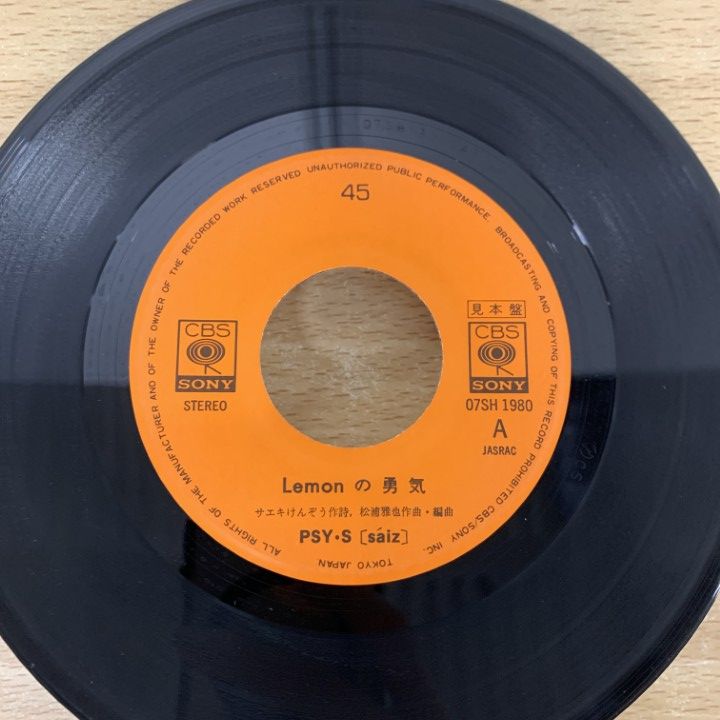 ALL RIGHTS OF THE MANUFACTURER AND OF THE OWNER OF THE RECORDED WORK RESERVED UNAUTHORIZED PUBLIC PERFORMANCE, BROADCASTING AND COPYING OF THIS RECORD PROHIBITED CBS/SONY INC.
TOKYO JAPAN
45
CBS
SONY
STEREO
見本盤
CBS
SONY
07SH 1980
A
JASRAC
Lemon の 勇気
サエキけんぞう作詩, 松浦雅也作曲・編曲
PSY・S [sáiz]